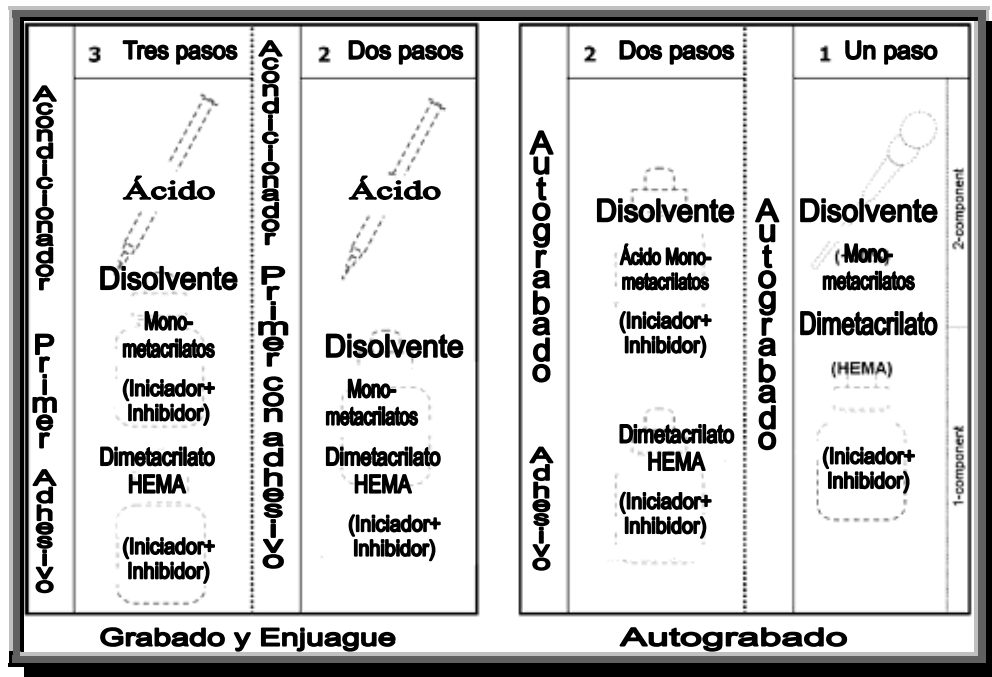 3 Tres pasos
Acondicionador
Primer
Adhesivo
Ácido
Disolvente
Mono-
metacrilatos
(Iniciador+
Inhibidor)
Dimetacrilato
HEMA
(Iniciador+
Inhibidor)
2 Dos pasos
Acondicionador
Primer con adhesivo
Ácido
Disolvente
Mono-
metacrilatos
Dimetacrilato
HEMA
(Iniciador+
Inhibidor)
Grabado y Enjuague
2 Dos pasos
Autograbado
Adhesivo
Disolvente
Ácido Mono-
metacrilatos
(Iniciador+
Inhibidor)
Dimetacrilato
HEMA
(Iniciador+
Inhibidor)
1 Un paso
Autograbado
Disolvente
(Mono-)
metacrilatos
Dimetacrilato
(HEMA)
(Iniciador+
Inhibidor)
2-component
1-component
Autograbado